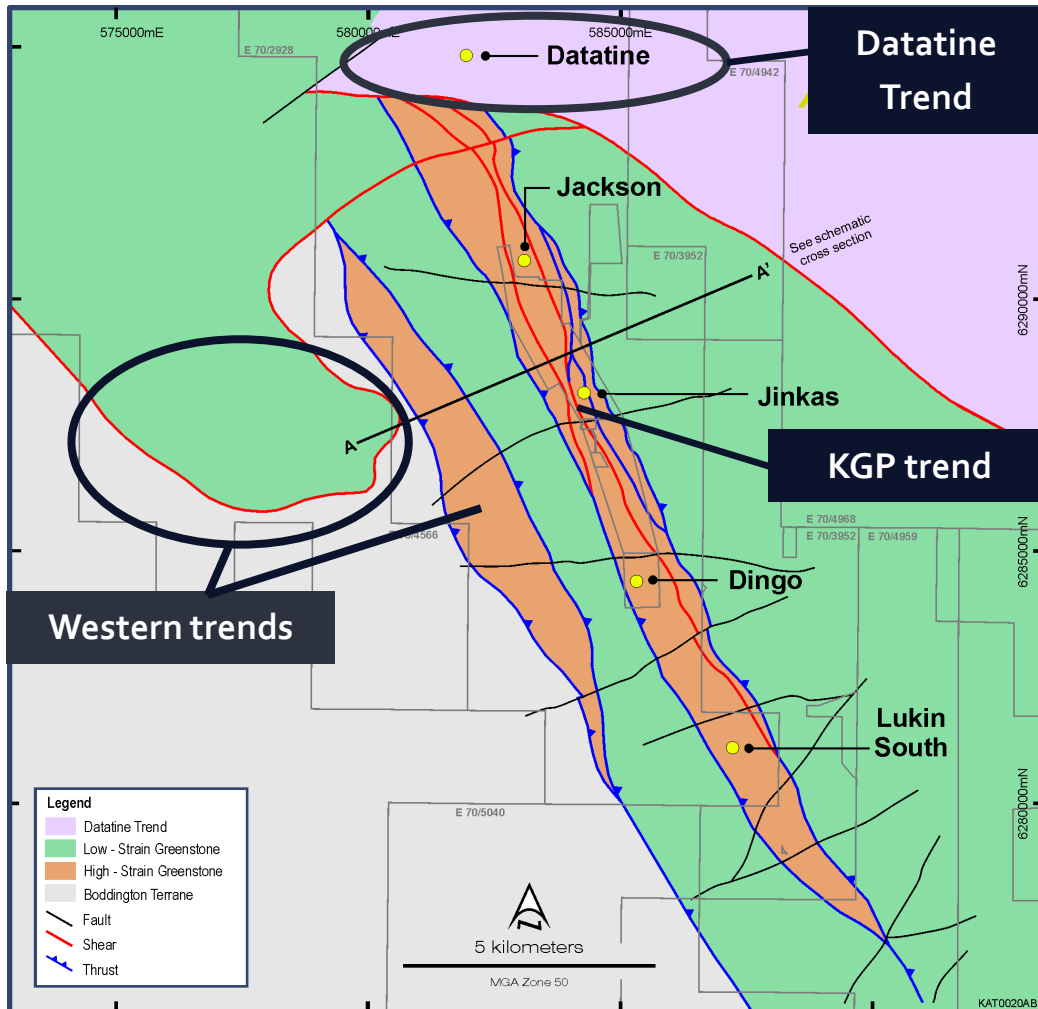 575000mE
580000mE
585000mE
E 70/2928
Datatine
E 70/4942
Datatine
Trend
Jackson
See schematic
cross section
E 70/3952
A'
6290000mN
Jinkas
A
KGP trend
E 70/4968
E 70/3952
E 70/4959
70/4566
6285000mN
Dingo
Western trends
Lukin
South
Legend
Datatine Trend
Low - Strain Greenstone
High - Strain Greenstone
Boddington Terrane
Fault
Shear
Thrust
E 70/5040
6280000mN
N
5 kilometers
MGA Zone 50
KAT0020AB